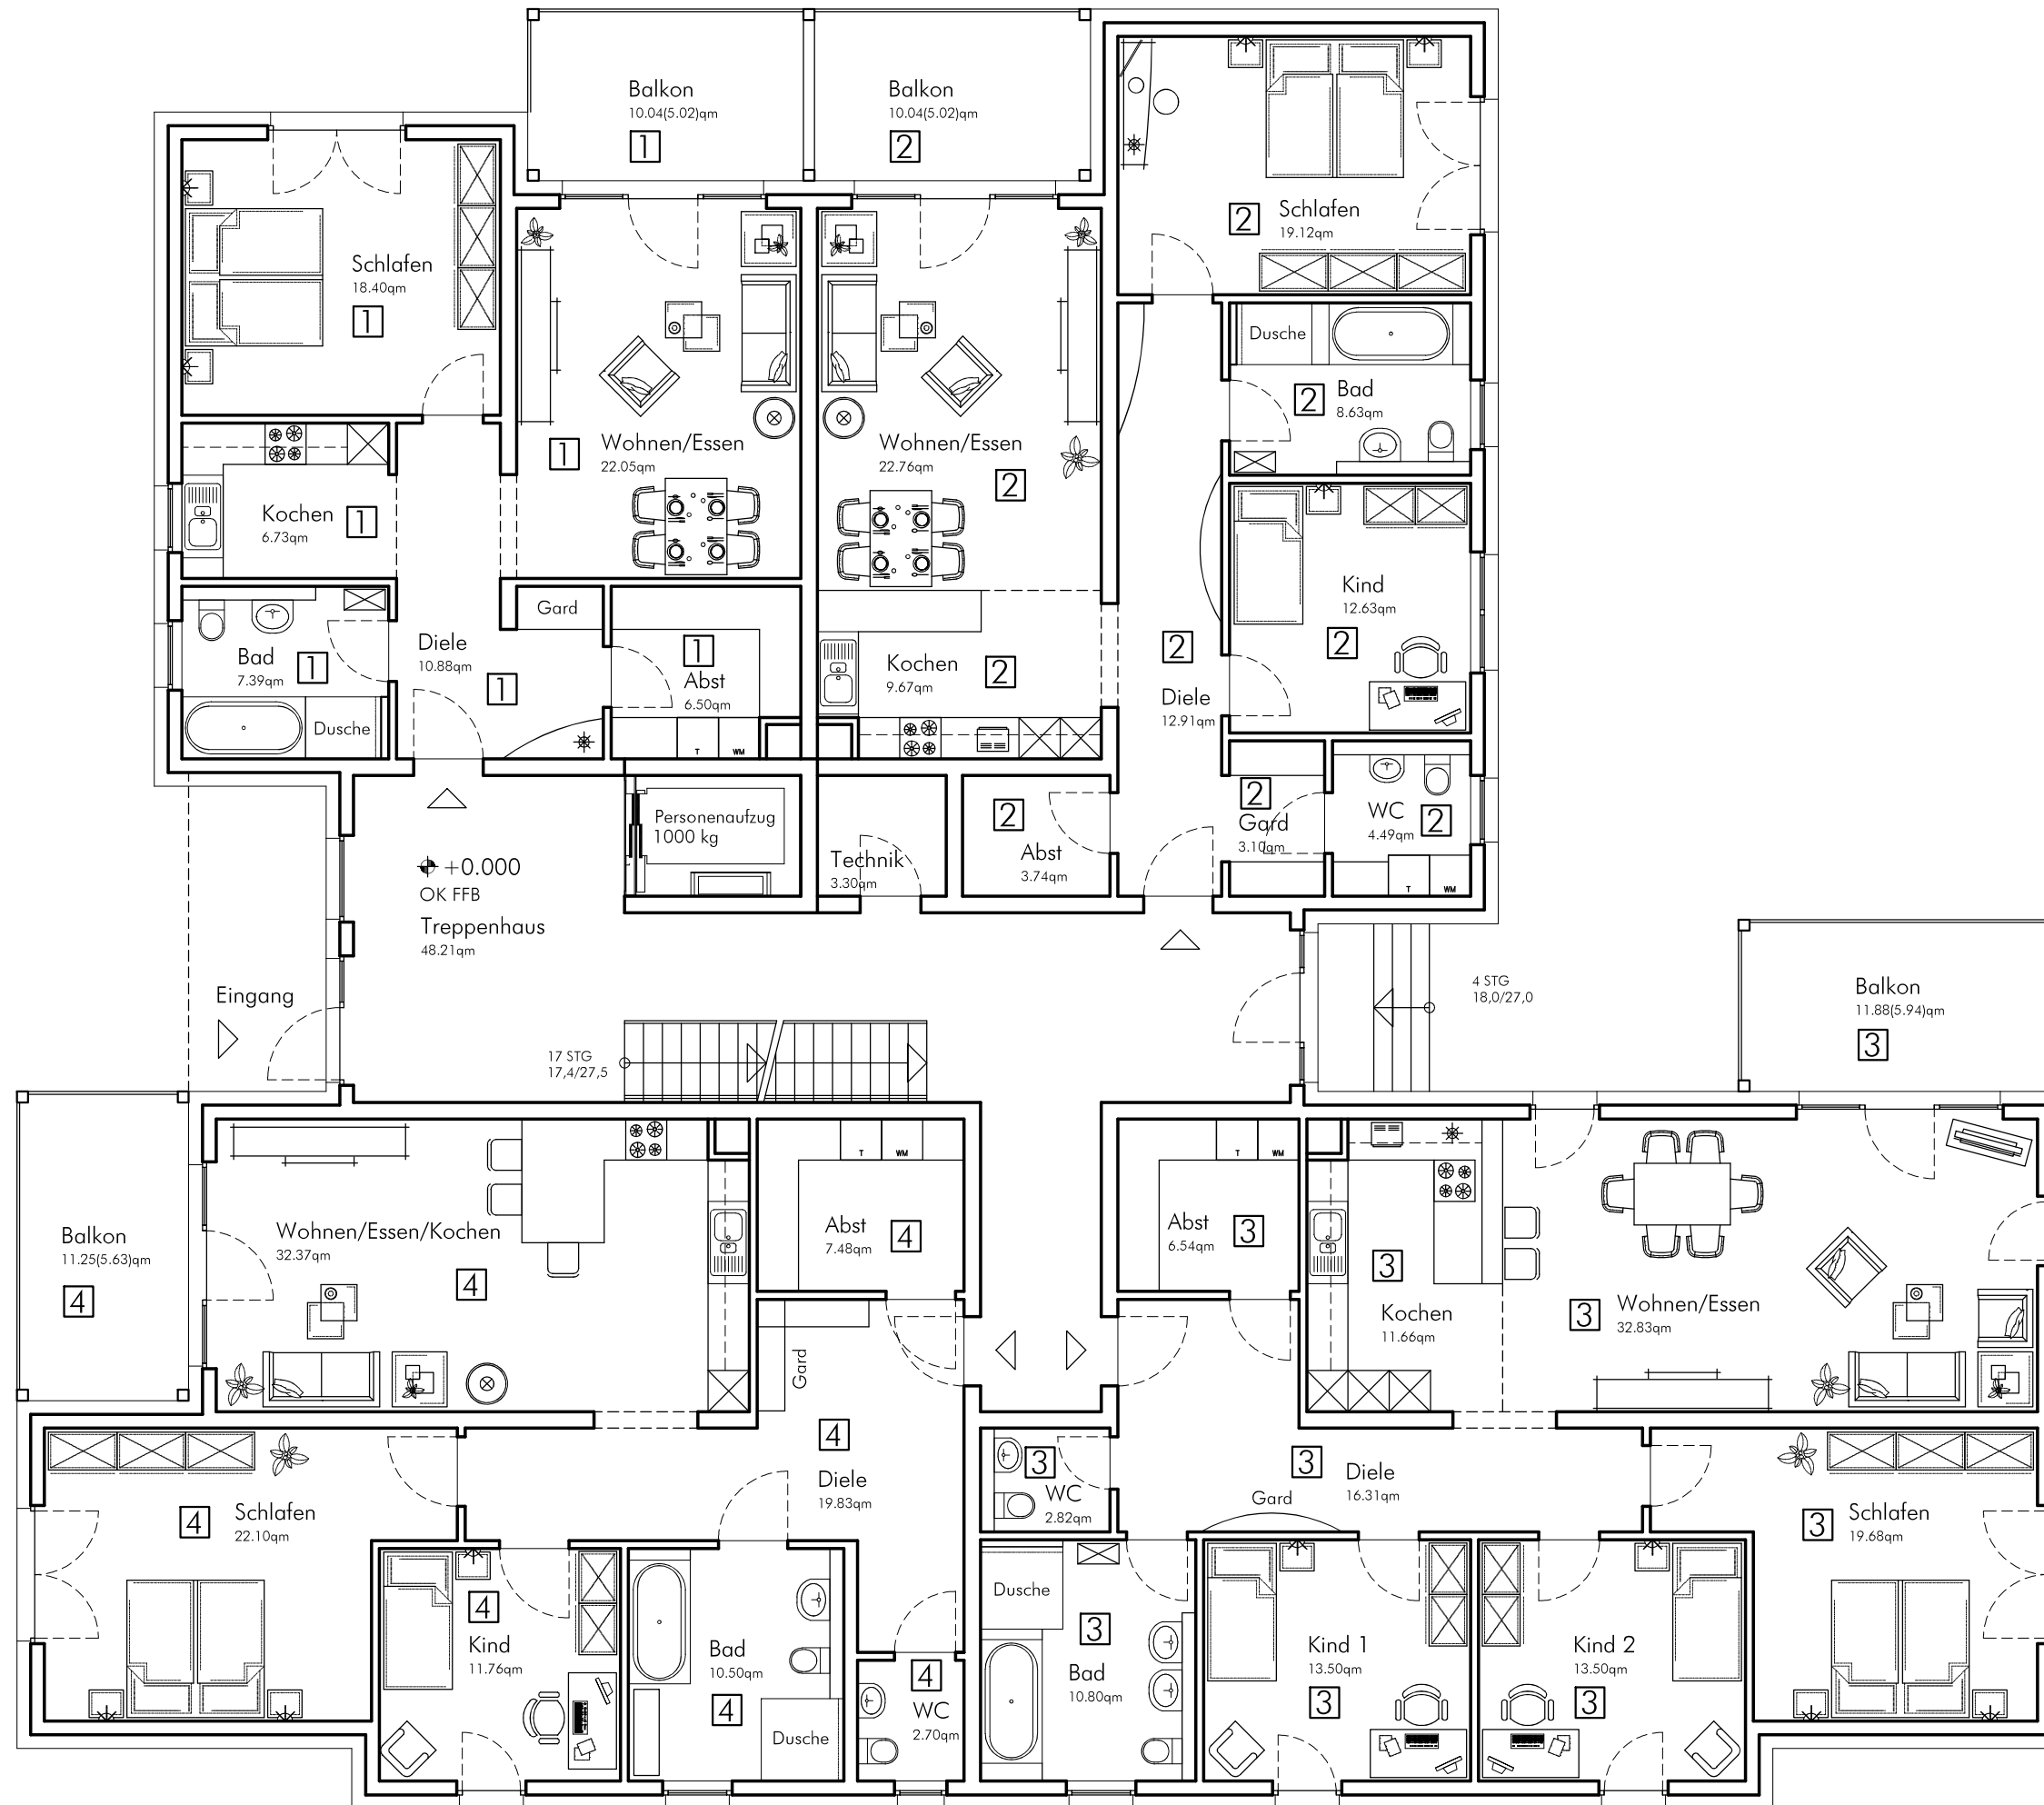 Balkon
10.04(5.02)qm
1
Balkon
10.04(5.02)qm
2
2
Schlafen
19.12qm
Schlafen
18.40qm
1
Dusche
2
Bad
8.63qm
1
Wohnen/Essen
22.05qm
Wohnen/Essen
22.76qm
2
Kochen
6.73qm
1
Kind
12.63qm
2
Gard
Diele
10.88qm
1
1
Abst
6.50qm
Bad
7.39qm
1
Dusche
Kochen
9.67qm
2
2
Diele
12.91qm
T
WM
Personenaufzug
1000 kg
Technik
3.30qm
2
Abst
3.74qm
2
Gard
3.10qm
WC
4.49qm
2
T
WM
+0.000
OK FFB
Treppenhaus
48.21qm
Eingang
17 STG
17,4/27,5
4 STG
18,0/27,0
Balkon
11.88(5.94)qm
3
Balkon
11.25(5.63)qm
4
Wohnen/Essen/Kochen
32.37qm
4
T
WM
Abst
7.48qm
4
T
WM
Abst
6.54qm
3
3
Kochen
11.66qm
3
Wohnen/Essen
32.83qm
Gard
4
Diele
19.83qm
3
WC
2.82qm
3
Diele
16.31qm
Gard
4
Schlafen
22.10qm
3
Schlafen
19.68qm
4
Kind
11.76qm
Bad
10.50qm
4
Dusche
4
WC
2.70qm
Dusche
3
Bad
10.80qm
Kind 1
13.50qm
3
Kind 2
13.50qm
3